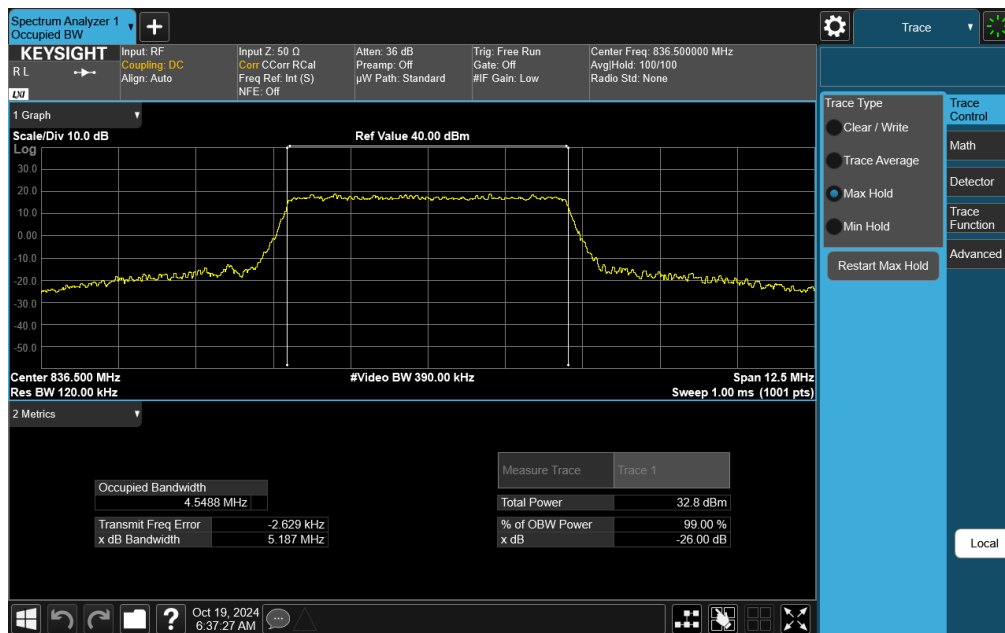 Spectrum Analyzer 1
Occupied BW
Trace
KEYSIGHT
R L
LXI
Input: RF
Coupling: DC
Align: Auto
Input Z: 50 Ω
Corr CCorr RCal
Freq Ref: Int (S)
NFE: Off
Atten: 36 dB
Preamp: Off
µW Path: Standard
Trig: Free Run
Gate: Off
#IF Gain: Low
Center Freq: 836.500000 MHz
Avg|Hold: 100/100
Radio Std: None
1 Graph
Scale/Div 10.0 dB
Ref Value 40.00 dBm
Log
30.0
20.0
10.0
0.00
-10.0
-20.0
-30.0
-40.0
-50.0
Center 836.500 MHz
#Video BW 390.00 kHz
Span 12.5 MHz
Res BW 120.00 kHz
Sweep 1.00 ms (1001 pts)
2 Metrics
Measure Trace
Trace 1
Occupied Bandwidth
4.5488 MHz
Total Power
32.8 dBm
Transmit Freq Error
-2.629 kHz
% of OBW Power
99.00 %
x dB Bandwidth
5.187 MHz
x dB
-26.00 dB
Trace Type
Clear / Write
Trace Average
Max Hold
Min Hold
Restart Max Hold
Trace
Control
Math
Detector
Trace
Function
Advanced
Local
Oct 19, 2024
6:37:27 AM